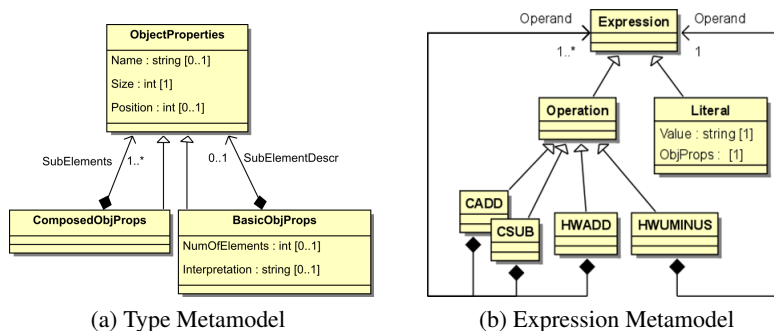 ObjectProperties
Name : string [0..1]
Size : int [1]
Position : int [0..1]
SubElements
1..*
0..1
SubElementDescr
ComposedObjProps
BasicObjProps
NumOfElements : int [0..1]
Interpretation : string [0..1]
(a) Type Metamodel
Operand
Expression
Operand
1..*
1
Operation
Literal
Value : string [1]
ObjProps : [1]
CADD
CSUB
HWADD
HWUMINUS
(b) Expression Metamodel